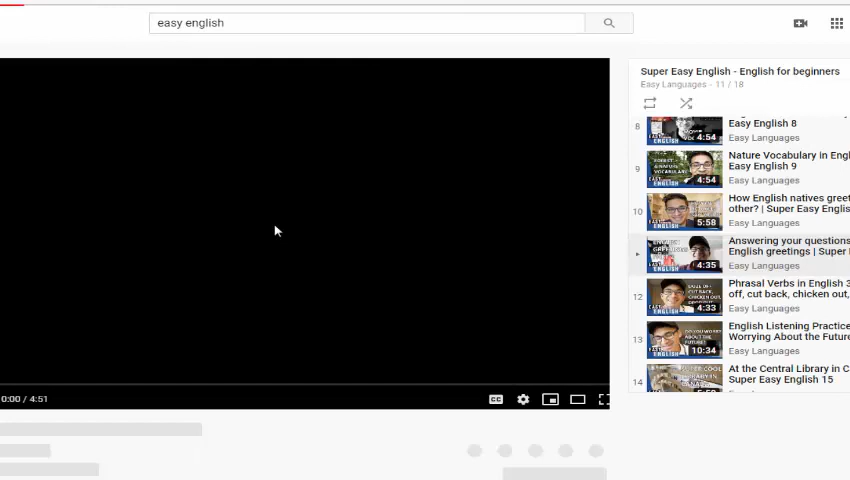 easy english
Super Easy English - English for beginners
Easy Languages - 11 / 18
8
Easy English 8
4:54
Easy Languages
9
Nature Vocabulary in Engl
Easy English 9
4:54
Easy Languages
10
How English natives greet
other? | Super Easy Englis
5:58
Easy Languages
Answering your questions
English greetings | Super
4:35
Easy Languages
12
Phrasal Verbs in English 3
off, cut back, chicken out,
4:33
Easy Languages
13
English Listening Practice
Worrying About the Future
10:34
Easy Languages
14
At the Central Library in C
Super Easy English 15
0:00 / 4:51
CC